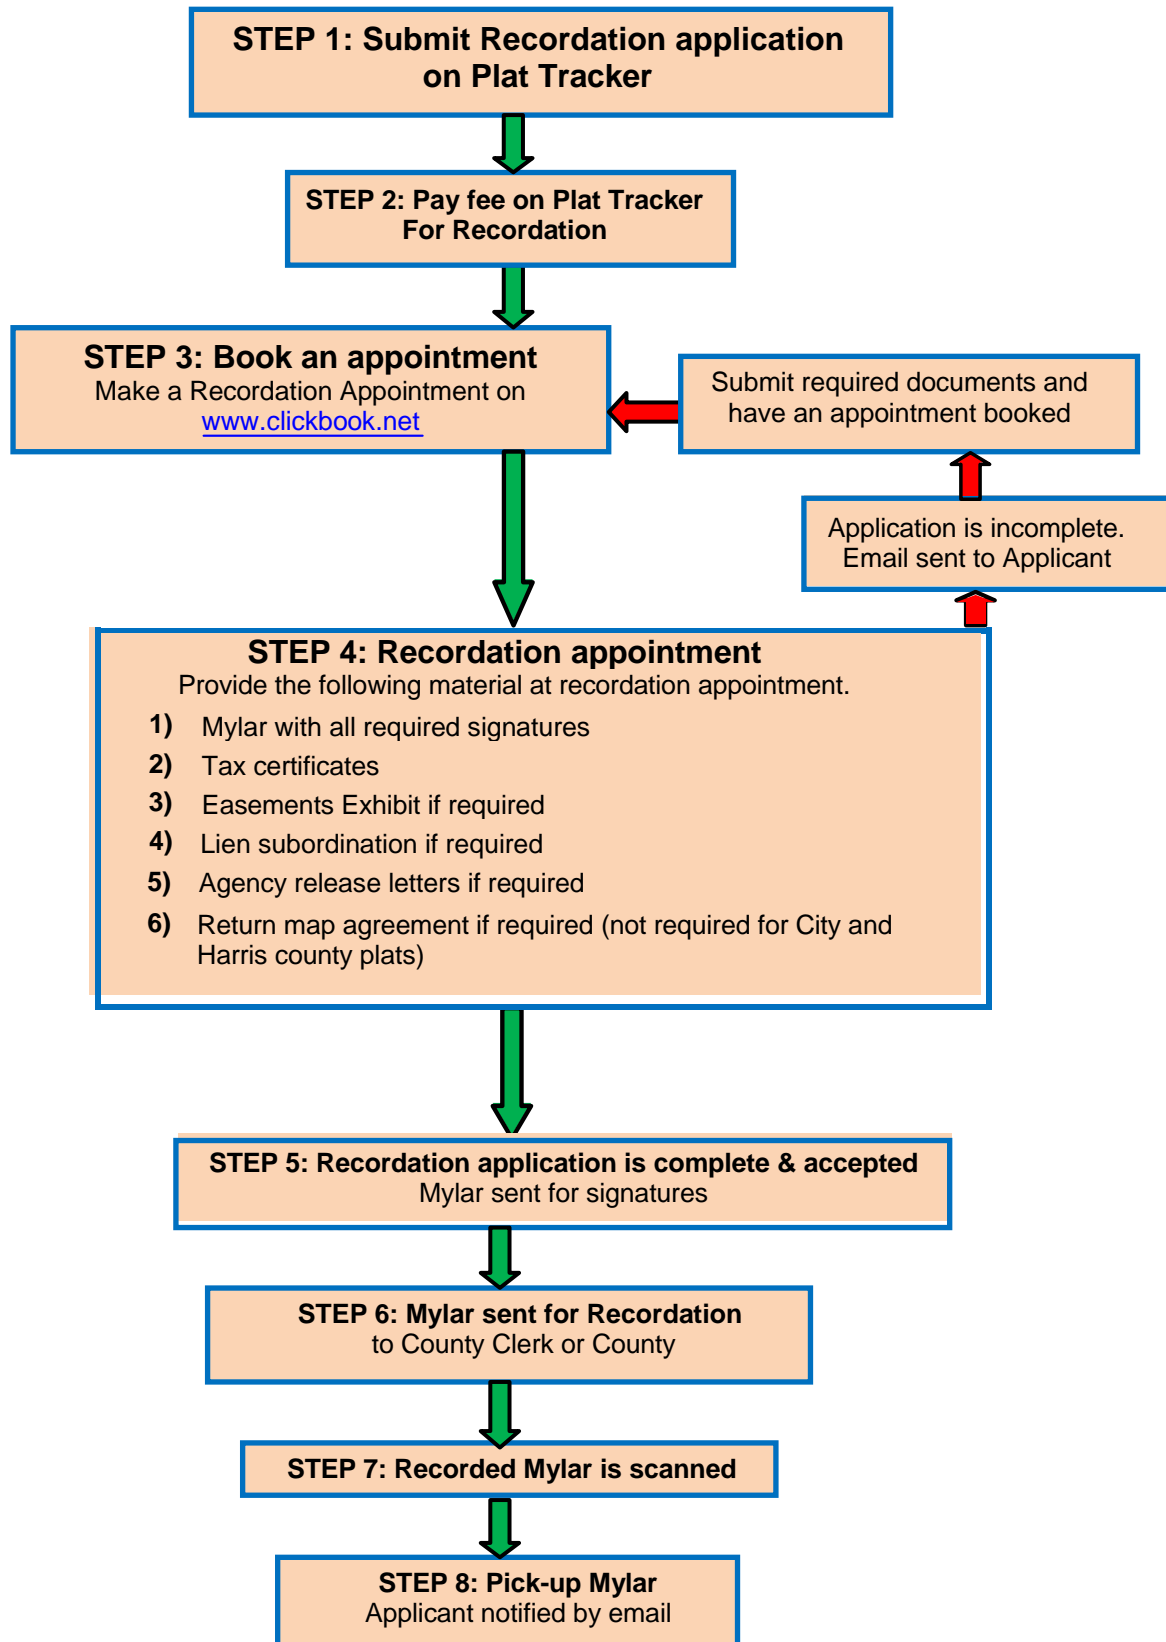 STEP 1: Submit Recordation application
on Plat Tracker
STEP 2: Pay fee on Plat Tracker
For Recordation
STEP 3: Book an appointment
Make a Recordation Appointment on
www.clickbook.net
Submit required documents and
have an appointment booked
Application is incomplete.
Email sent to Applicant
STEP 4: Recordation appointment
Provide the following material at recordation appointment.
1) Mylar with all required signatures
2) Tax certificates
3) Easements Exhibit if required
4) Lien subordination if required
5) Agency release letters if required
6) Return map agreement if required (not required for City and
Harris county plats)
STEP 5: Recordation application is complete & accepted
Mylar sent for signatures
STEP 6: Mylar sent for Recordation
to County Clerk or County
STEP 7: Recorded Mylar is scanned
STEP 8: Pick-up Mylar
Applicant notified by email